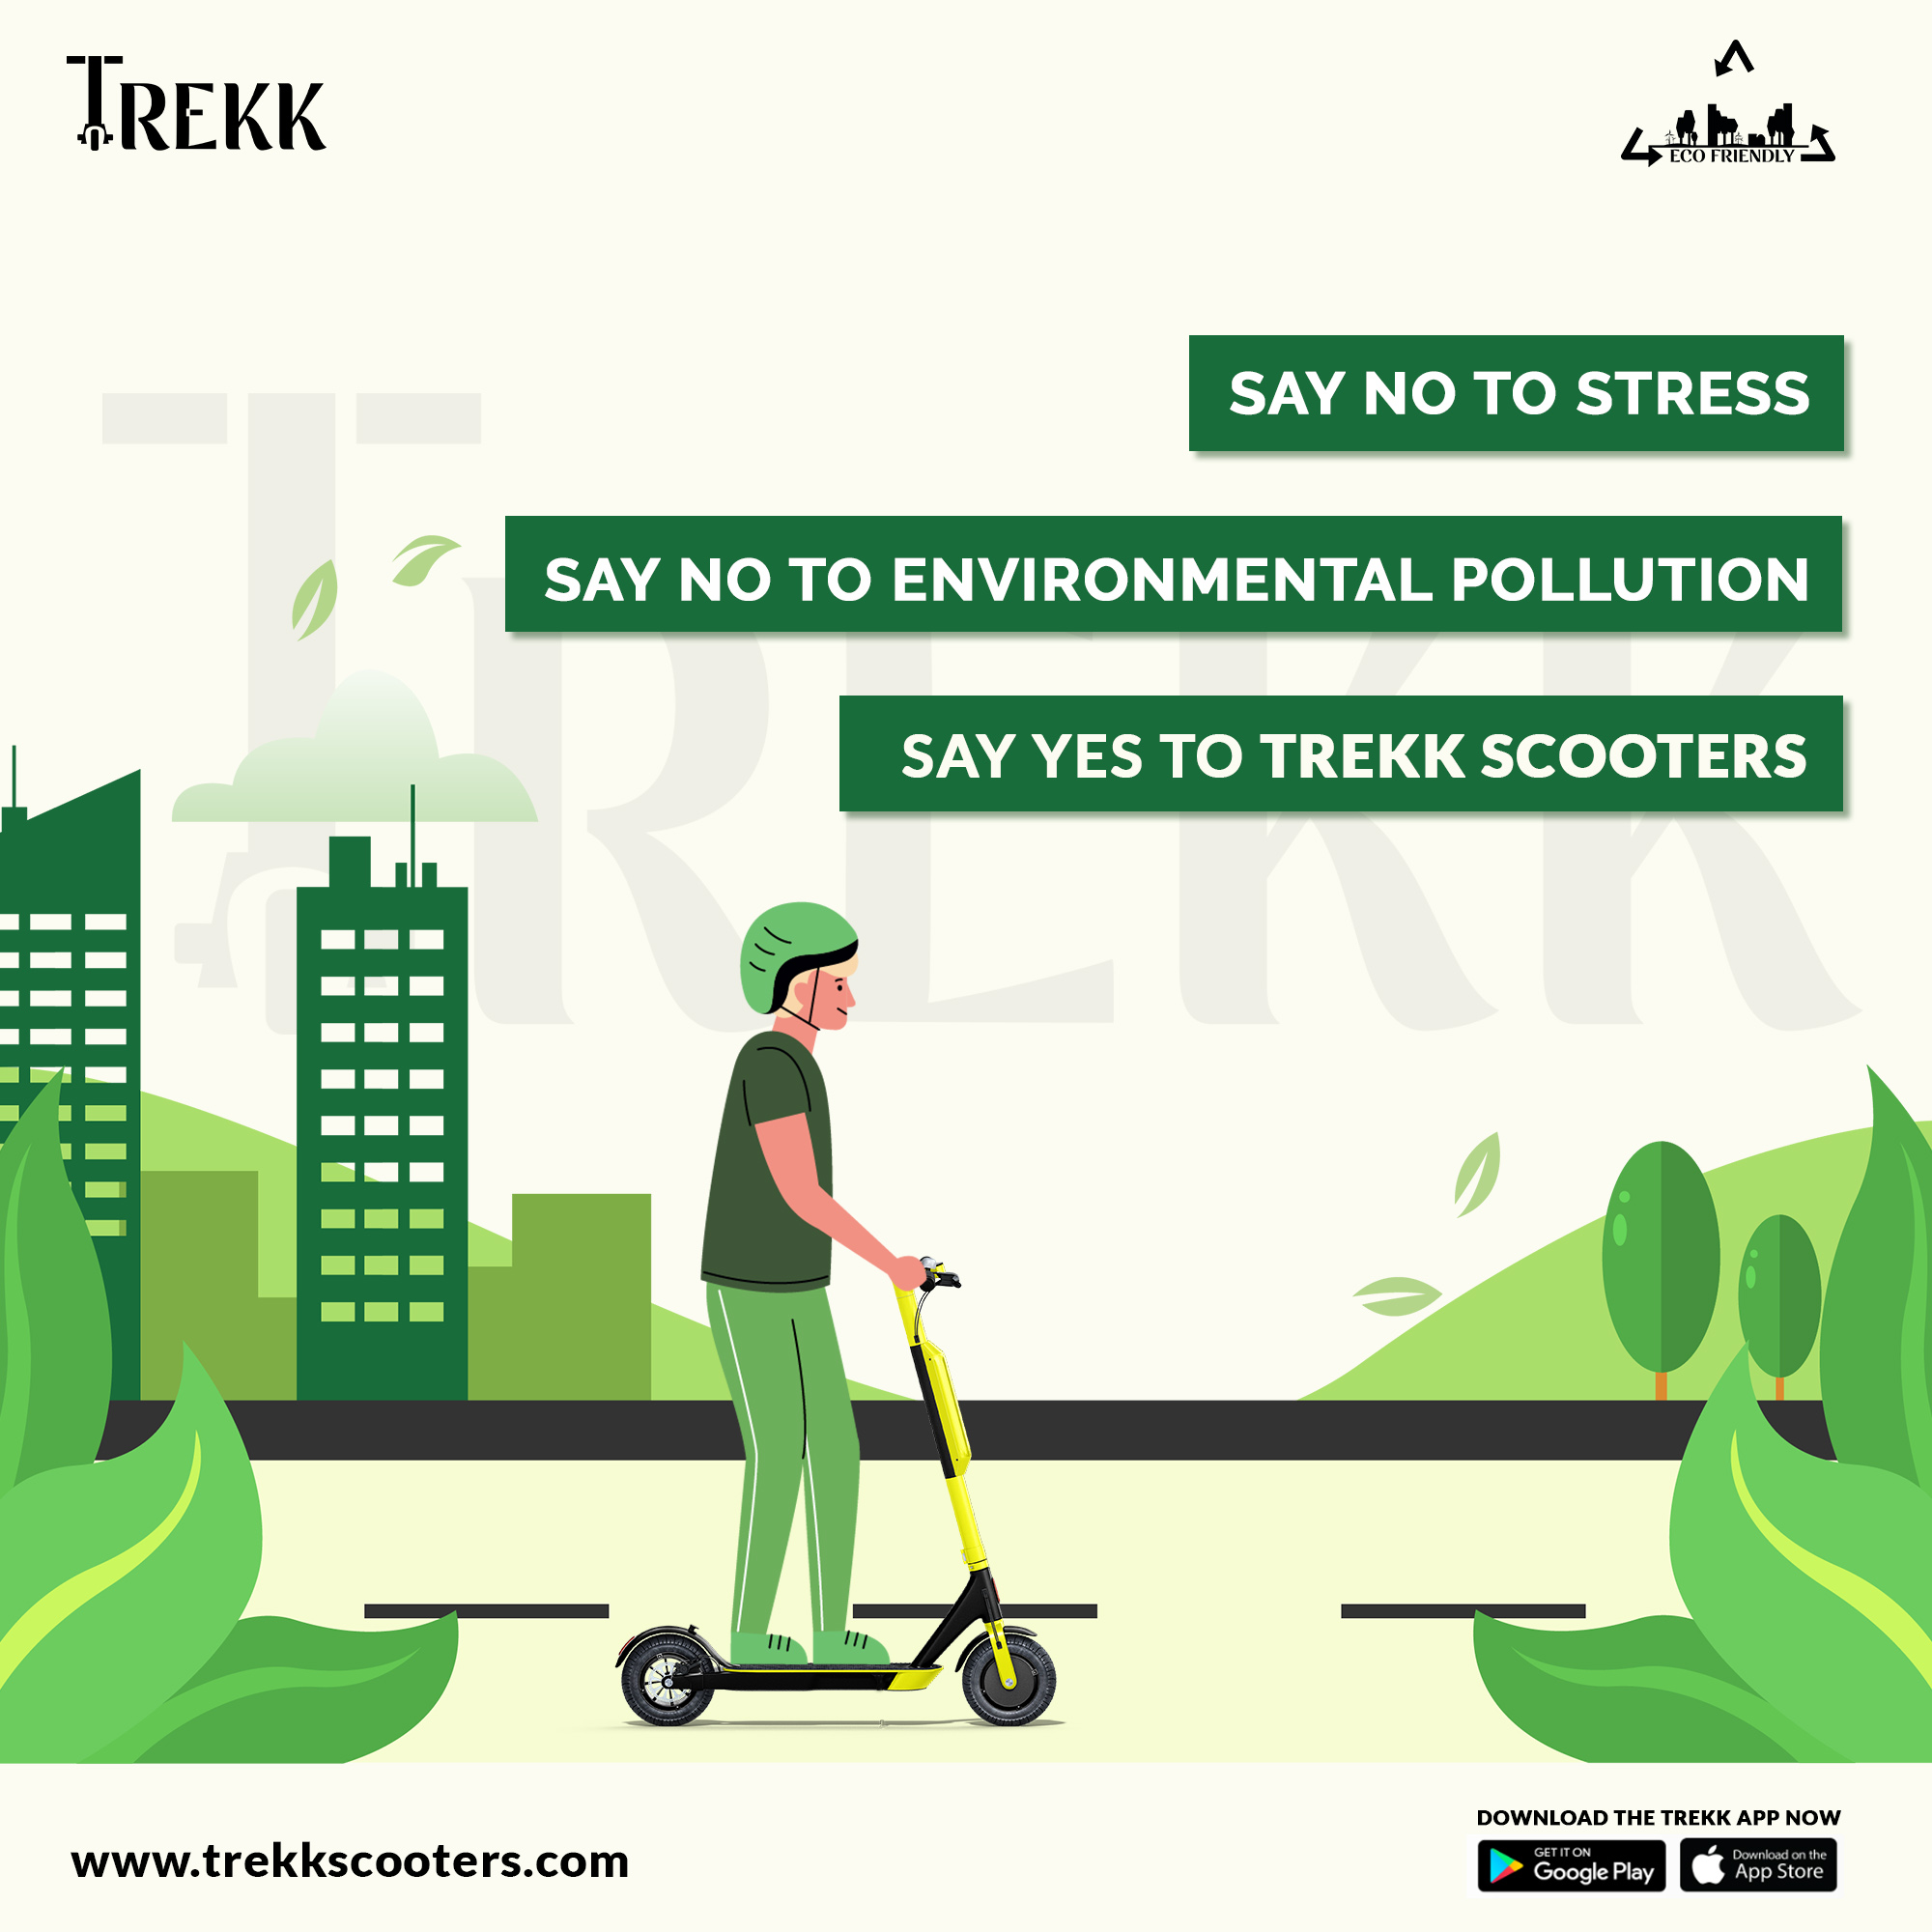 TREKK
ECO FRIENDLY
SAY NO TO STRESS
SAY NO TO ENVIRONMENTAL POLLUTION
SAY YES TO TREKK SCOOTERS
TREKK
www.trekkscooters.com
DOWNLOAD THE TREKK APP NOW
GET IT ON
Google Play
Download on the
App Store